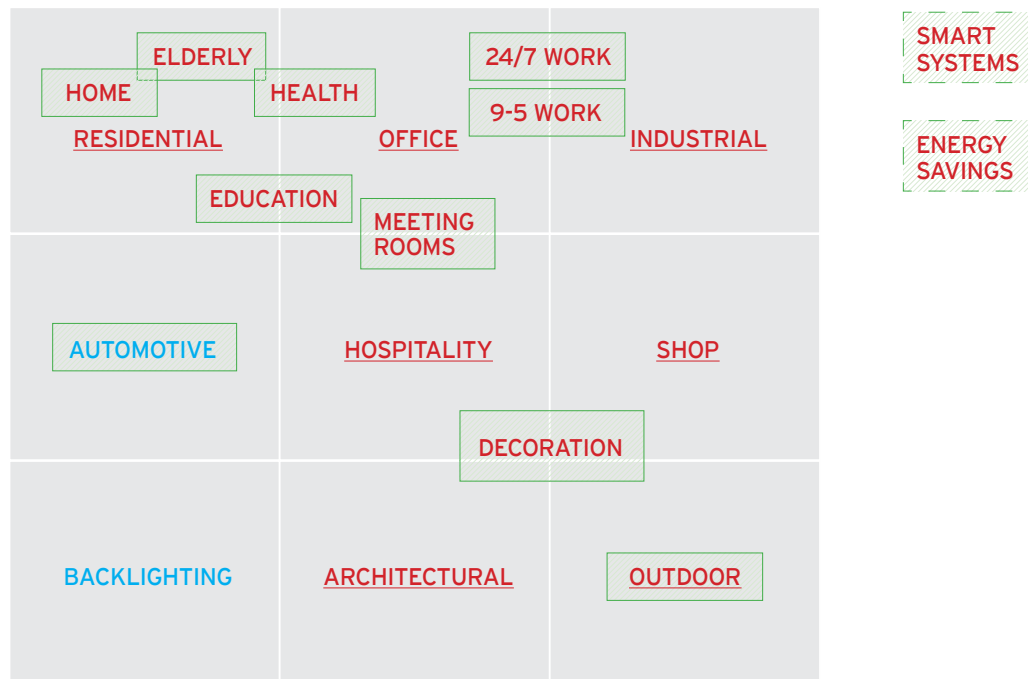 ELDERLY
24/7 WORK
SMART
SYSTEMS
HOME
HEALTH
9-5 WORK
RESIDENTIAL
OFFICE
INDUSTRIAL
ENERGY
SAVINGS
EDUCATION
MEETING
ROOMS
AUTOMOTIVE
HOSPITALITY
SHOP
DECORATION
BACKLIGHTING
ARCHITECTURAL
OUTDOOR